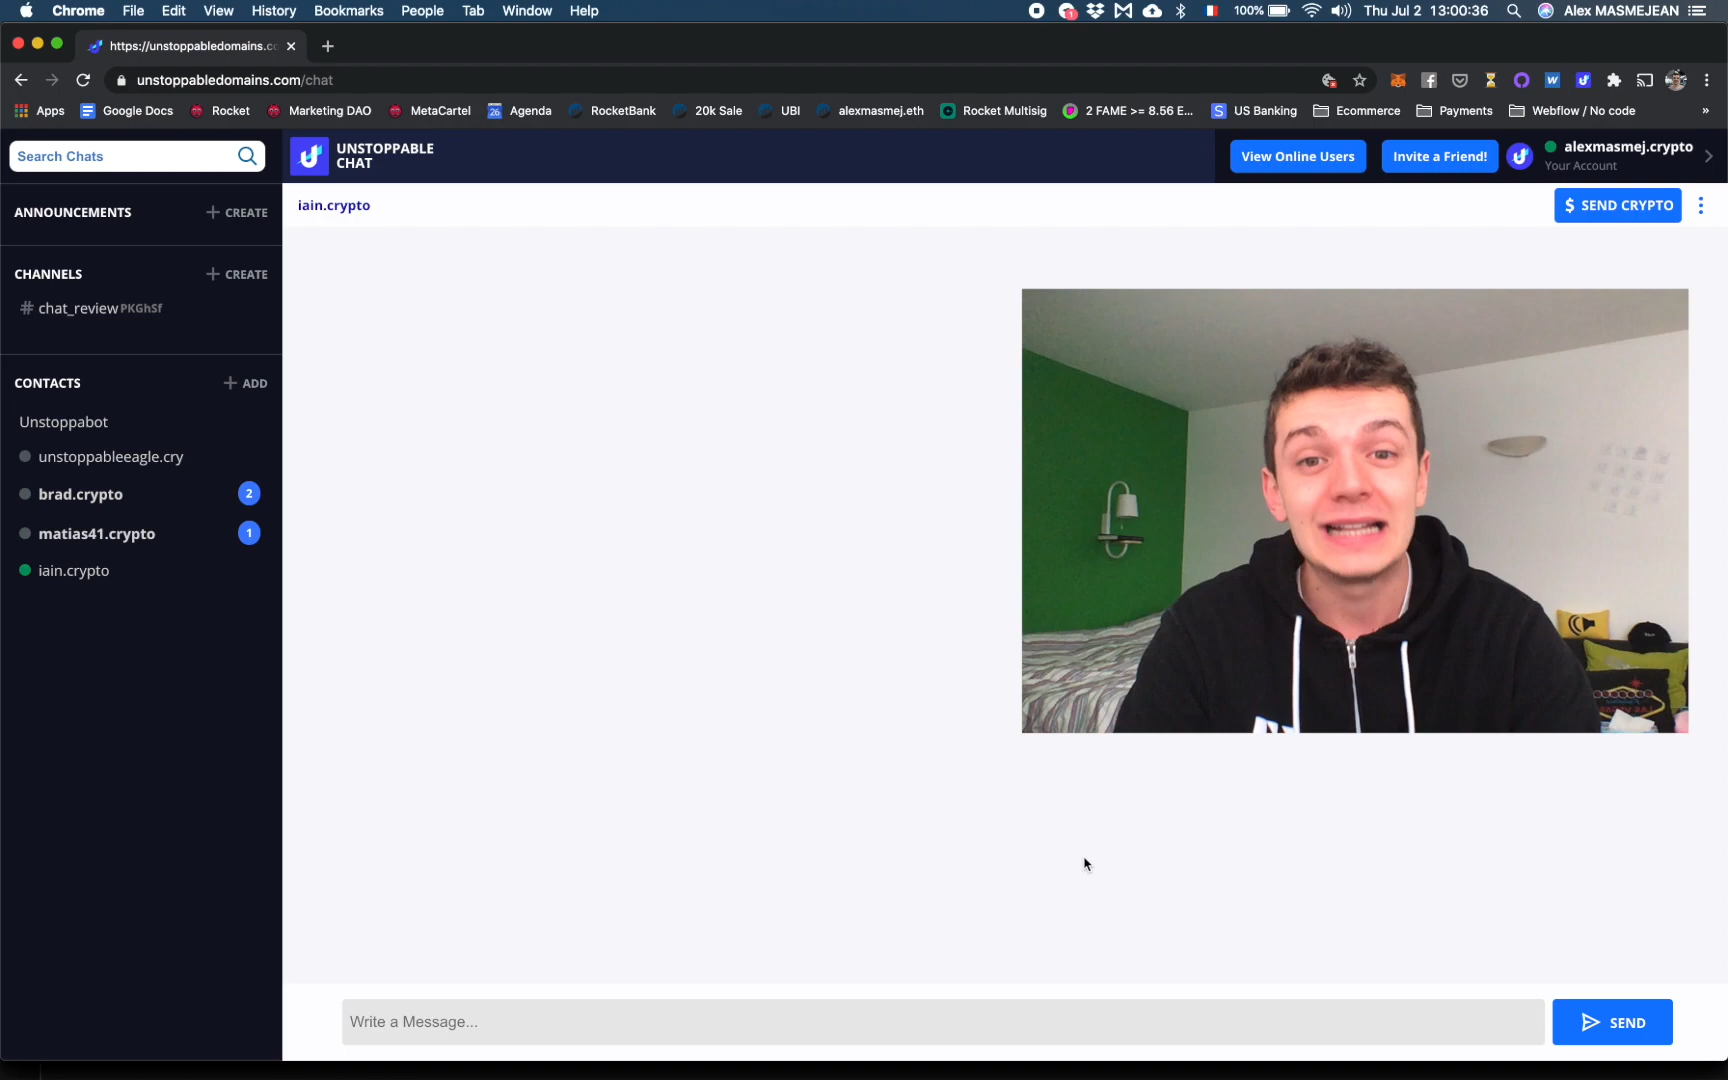 Chrome File Edit View History Bookmarks People Tab Window Help
1 100% Thu Jul 2 13:00:36 Alex MASMEJEAN
https://unstoppabledomains.cc
unstoppabledomains.com/chat
Apps Google Docs Rocket Marketing DAO MetaCartel 26 Agenda RocketBank 20k Sale UBI alexmasmej.eth Rocket Multisig 2 FAME >= 8.56 E... S US Banking Ecommerce Payments Webflow / No code »
Search Chats
UNSTOPPABLE
CHAT
View Online Users
Invite a Friend!
alexmasmej.crypto
Your Account
ANNOUNCEMENTS + CREATE
iain.crypto
$ SEND CRYPTO
CHANNELS + CREATE
# chat_review PKGhSf
CONTACTS + ADD
Unstoppabot
unstoppableeagle.cry
brad.crypto 2
matias41.crypto 1
iain.crypto
Write a Message...
SEND